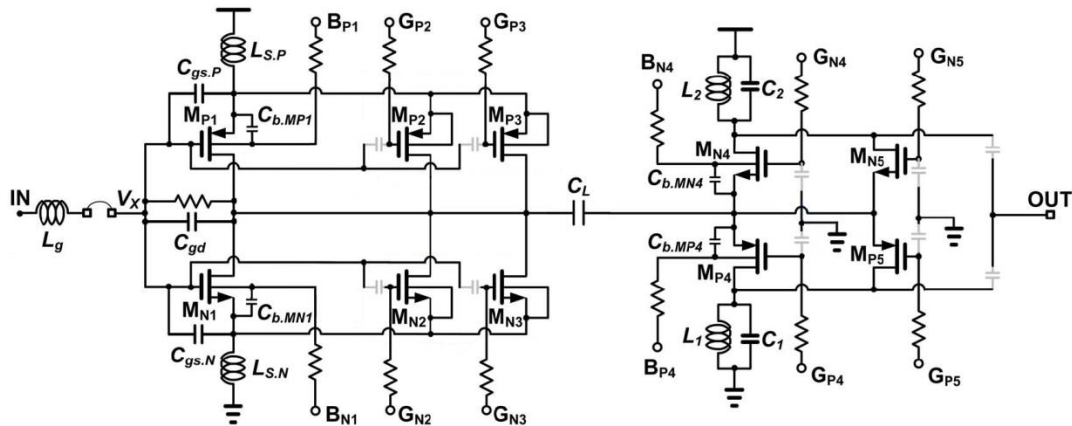 B_P1
G_P2
G_P3
L_S.P
C_gs.P
M_P1
C_b.MP1
M_P2
M_P3
IN
L_g
V_X
C_gd
C_L
M_N1
C_b.MN1
M_N2
M_N3
C_gs.N
L_S.N
B_N1
G_N2
G_N3
B_N4
L_2
C_2
G_N4
G_N5
M_N4
M_N5
C_b.MN4
OUT
C_b.MP4
M_P4
M_P5
L_1
C_1
B_P4
G_P4
G_P5